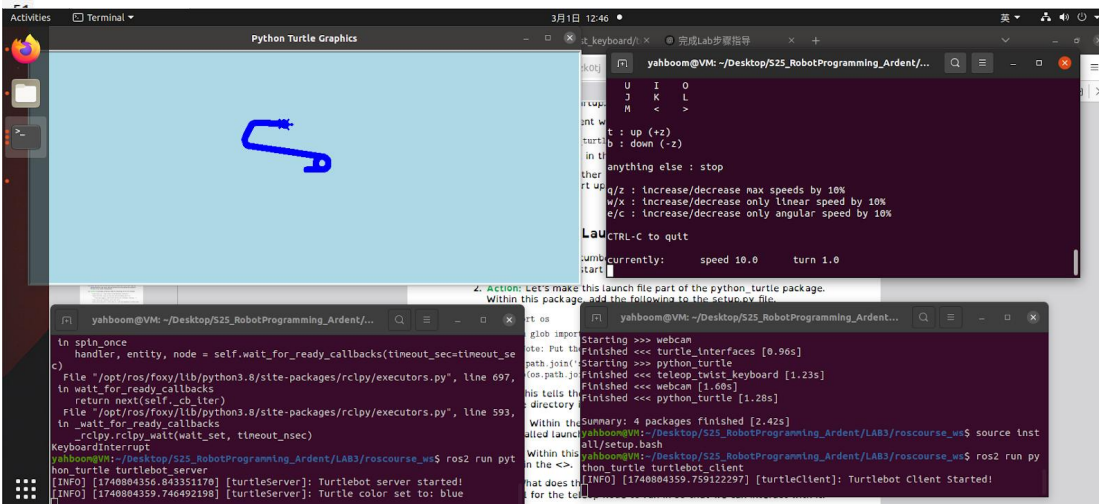 Activities
Terminal
3月1日 12:46
英
Python Turtle Graphics
st_keyboard/t
完成Lab步骤指导
yahboom@VM: ~/Desktop/S25_RobotProgramming_Ardent/...
U I O
J K L
M < >
t : up (+z)
b : down (-z)
anything else : stop
q/z : increase/decrease max speeds by 10%
w/x : increase/decrease only linear speed by 10%
e/c : increase/decrease only angular speed by 10%
CTRL-C to quit
currently: speed 10.0 turn 1.0
2. Action: Let's make this launch file part of the python_turtle package.
Within this package, add the following to the setup.py file.
yahboom@VM: ~/Desktop/S25_RobotProgramming_Ardent/...
in spin_once
handler, entity, node = self.wait_for_ready_callbacks(timeout_sec=timeout_se
c)
File "/opt/ros/foxy/lib/python3.8/site-packages/rclpy/executors.py", line 697,
in wait_for_ready_callbacks
return next(self._cb_iter)
File "/opt/ros/foxy/lib/python3.8/site-packages/rclpy/executors.py", line 593,
in _wait_for_ready_callbacks
_rclpy.rclpy_wait(wait_set, timeout_nsec)
KeyboardInterrupt
yahboom@VM:~/Desktop/S25_RobotProgramming_Ardent/LAB3/roscourse_ws$ ros2 run pyt
hon_turtle turtlebot_server
[INFO] [1740804356.843351170] [turtleServer]: Turtlebot server started!
[INFO] [1740804359.746492198] [turtleServer]: Turtle color set to: blue
yahboom@VM: ~/Desktop/S25_RobotProgramming_Ardent...
Starting >>> webcam
Finished <<< turtle_interfaces [0.96s]
Starting >>> python_turtle
Finished <<< teleop_twist_keyboard [1.23s]
Finished <<< webcam [1.60s]
Finished <<< python_turtle [1.28s]
Summary: 4 packages finished [2.42s]
yahboom@VM:~/Desktop/S25_RobotProgramming_Ardent/LAB3/roscourse_ws$ source inst
all/setup.bash
yahboom@VM:~/Desktop/S25_RobotProgramming_Ardent/LAB3/roscourse_ws$ ros2 run py
thon_turtle turtlebot_client
[INFO] [1740804359.759122297] [turtleClient]: Turtlebot Client Started!